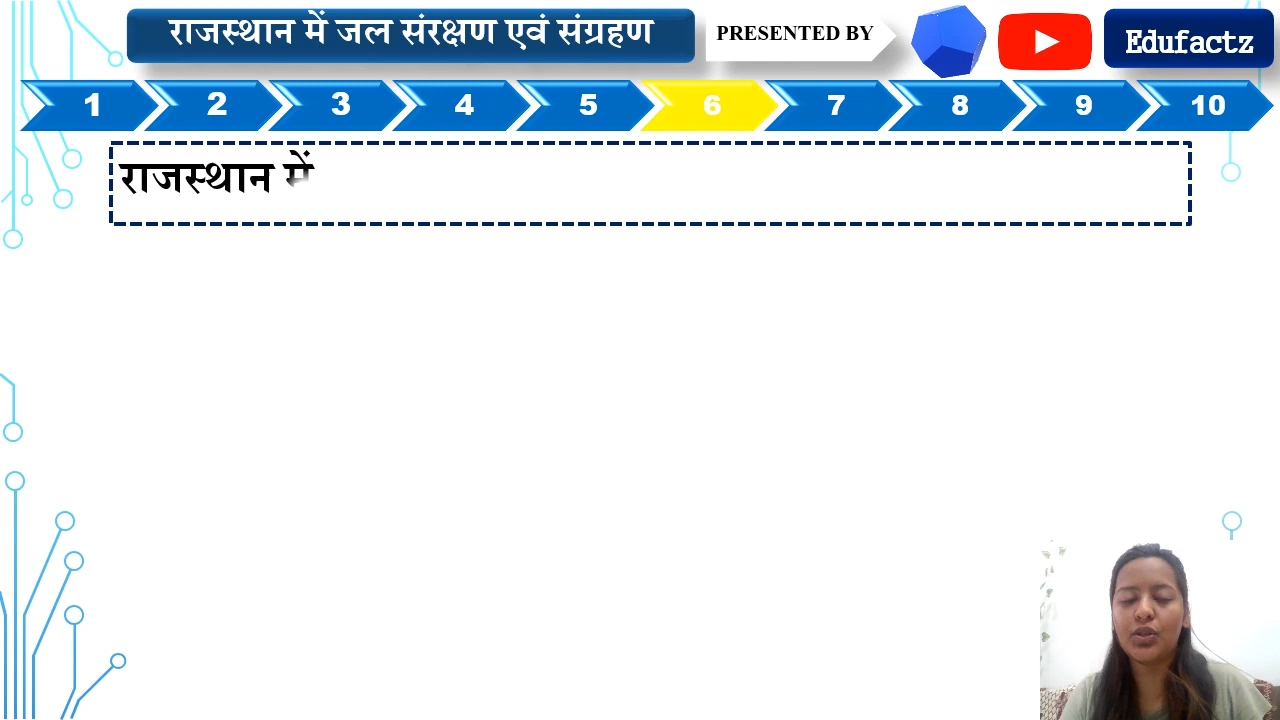 राजस्थान में जल संरक्षण एवं संग्रहण
PRESENTED BY
Edufactz
1 2 3 4 5 6 7 8 9 10
राजस्थान में